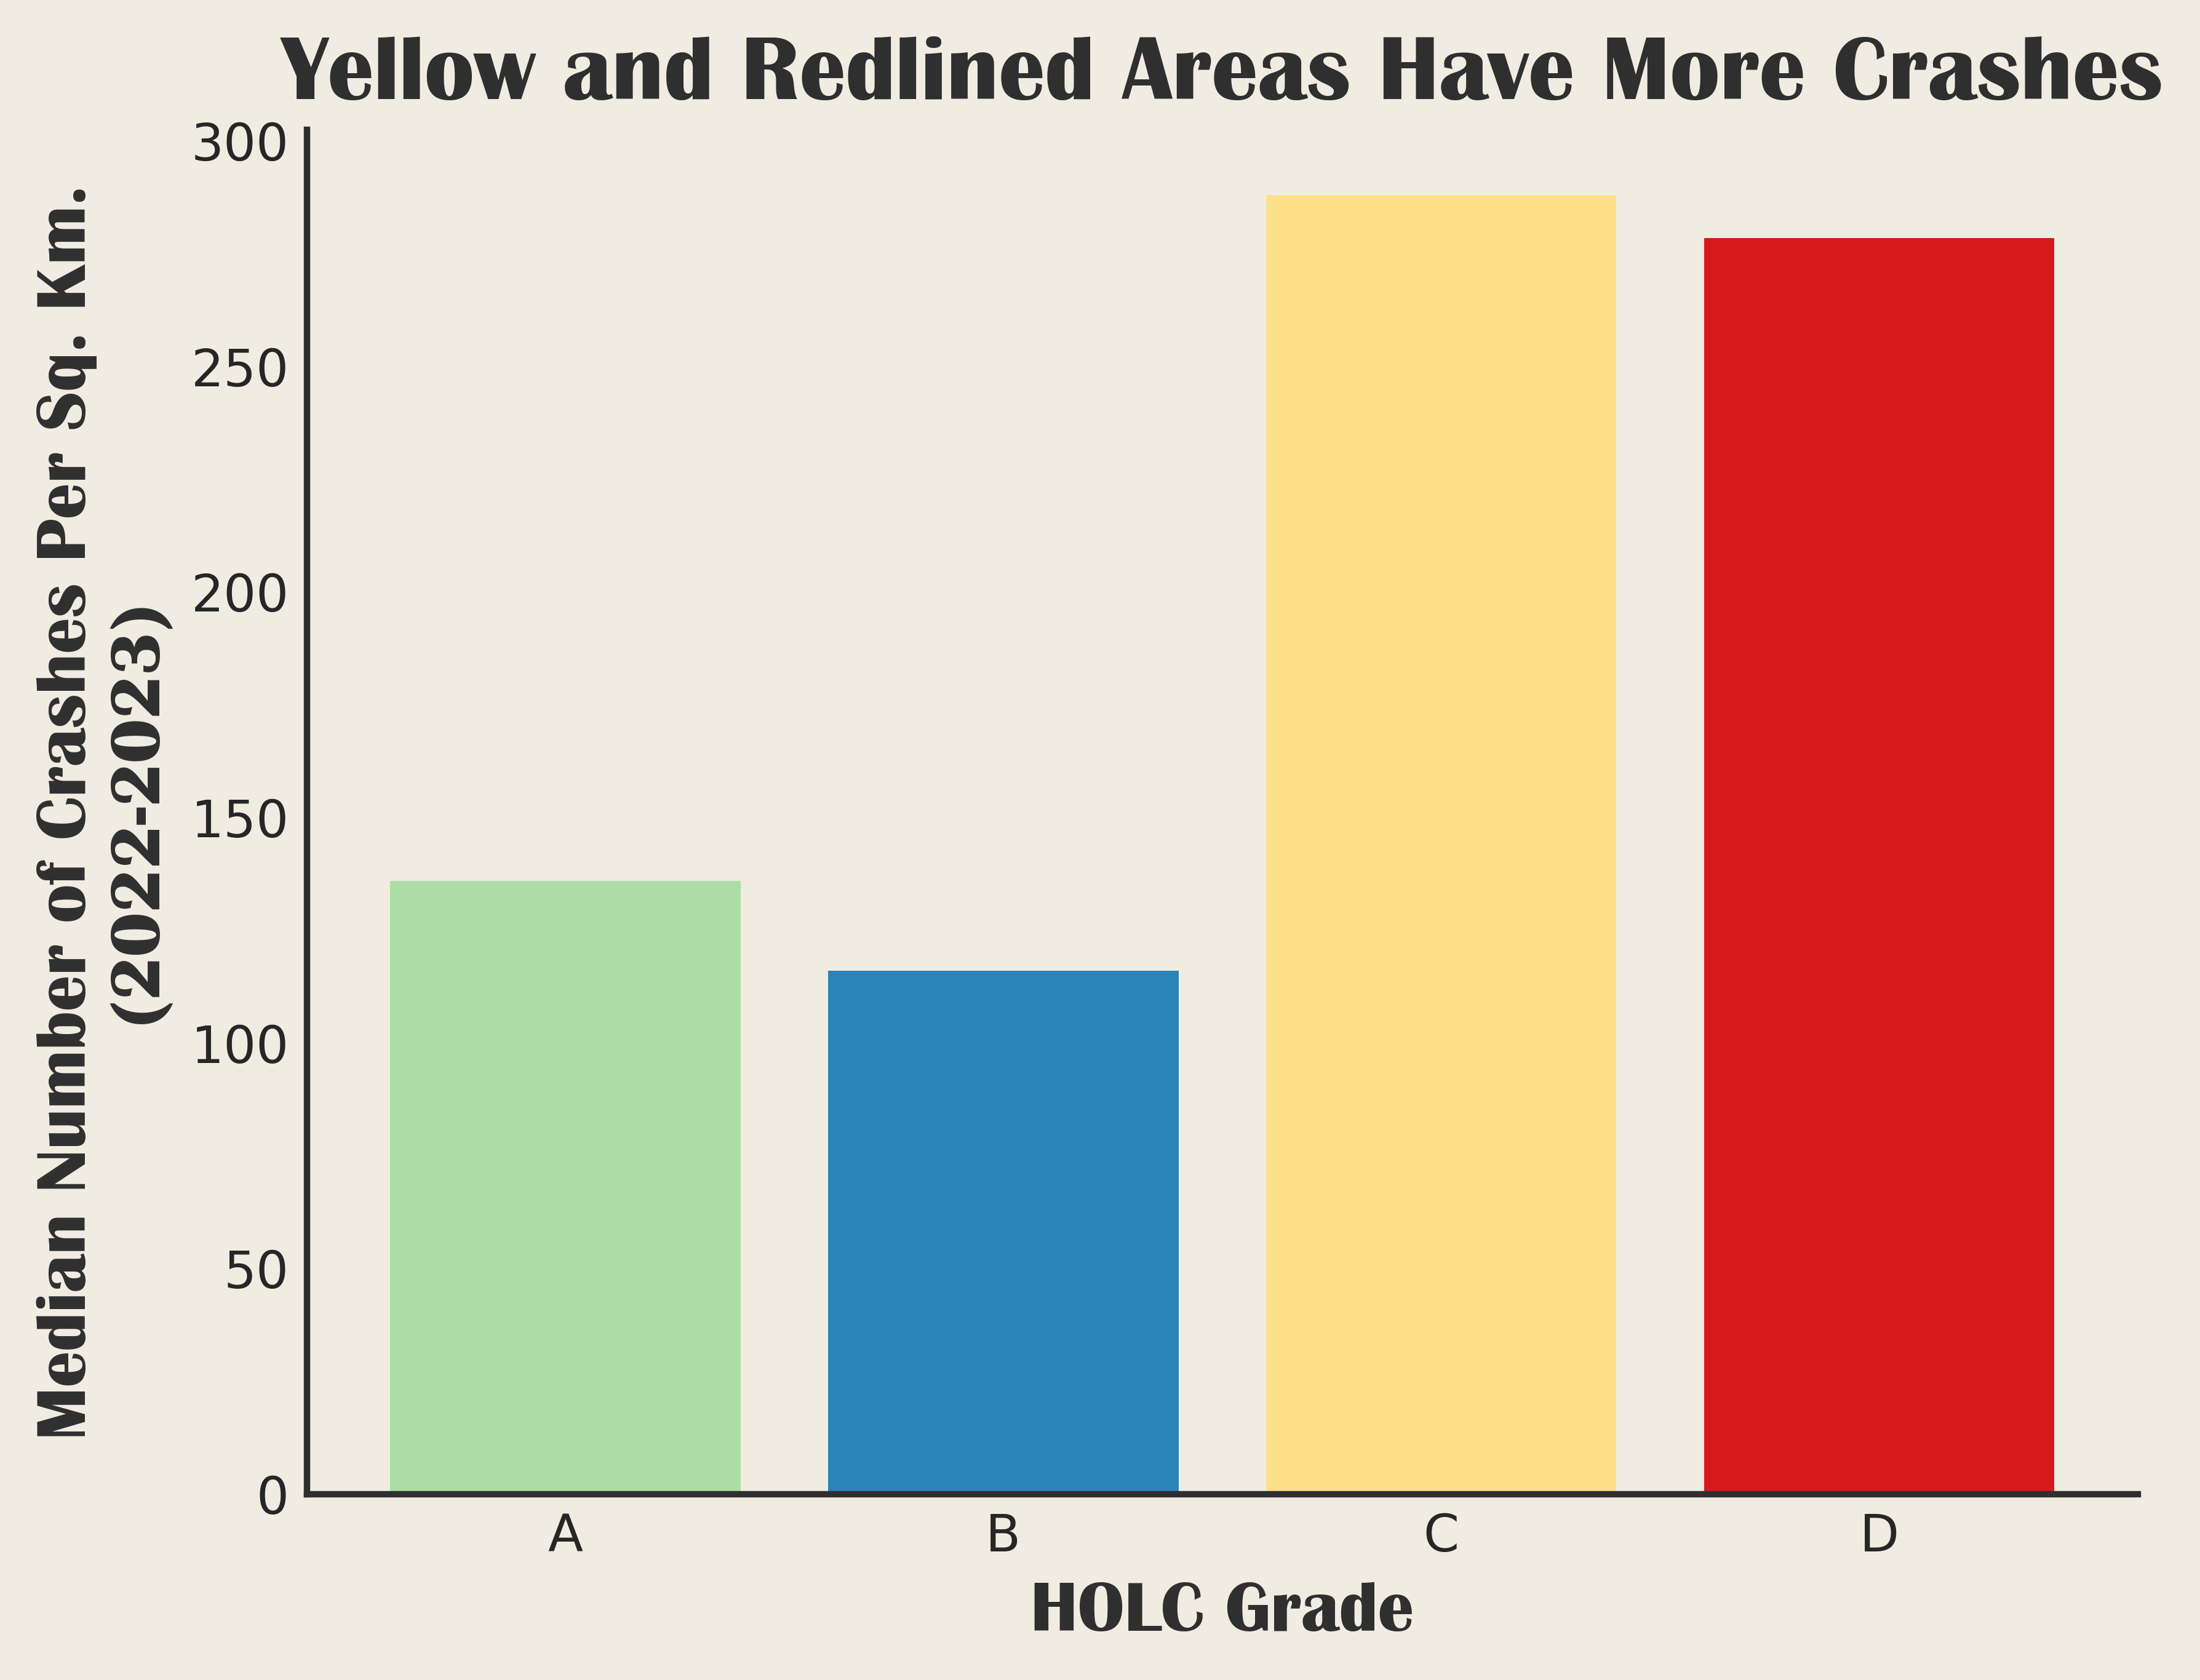 Yellow and Redlined Areas Have More Crashes
Median Number of Crashes Per Sq. Km.
(2022-2023)
300
250
200
150
100
50
0
A
B
C
D
HOLC Grade